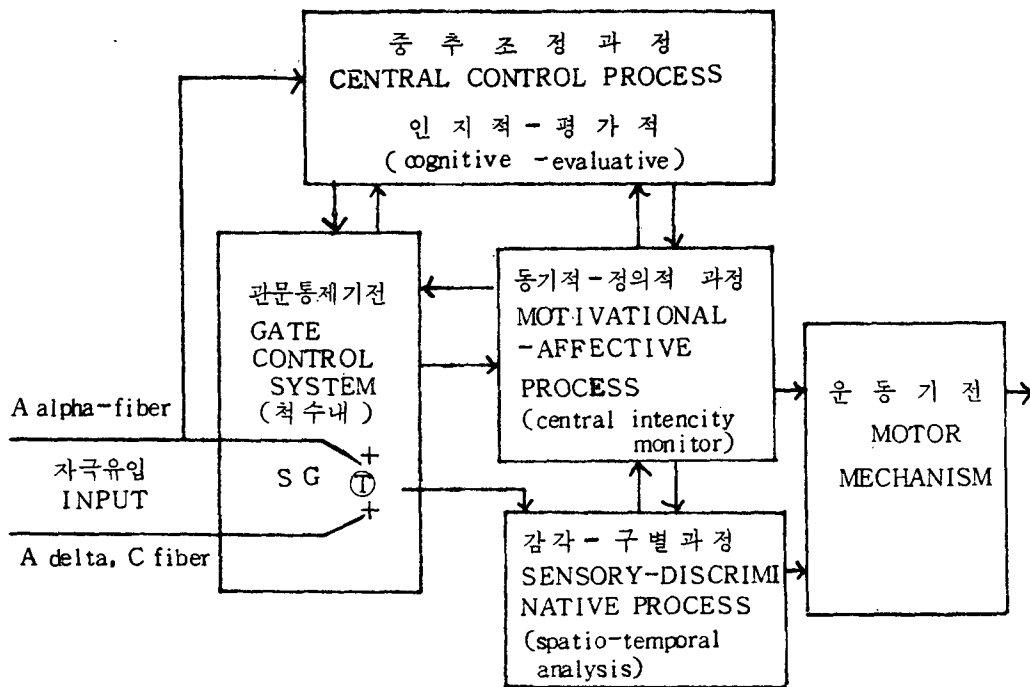 중 추 조 정 과 정
CENTRAL CONTROL PROCESS
인 지 적 - 평 가 적
(cognitive -evaluative)
관문통제기전
GATE
CONTROL
SYSTEM
(척수내)
A alpha-fiber
자극유입
INPUT
A delta, C fiber
SG
+
T
+
동기적-정의적 과정
MOTIVATIONAL
-AFFECTIVE
PROCESS
(central intencity
monitor)
감각- 구별과정
SENSORY-DISCRIMI
NATIVE PROCESS
(spatio-temporal
analysis)
운 동 기 전
MOTOR
MECHANISM